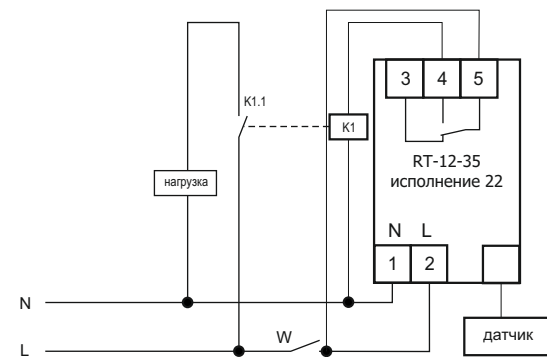 3 4 5
K1.1
K1
RT-12-35
исполнение 22
нагрузка
N L
1 2
N
W
L
датчик